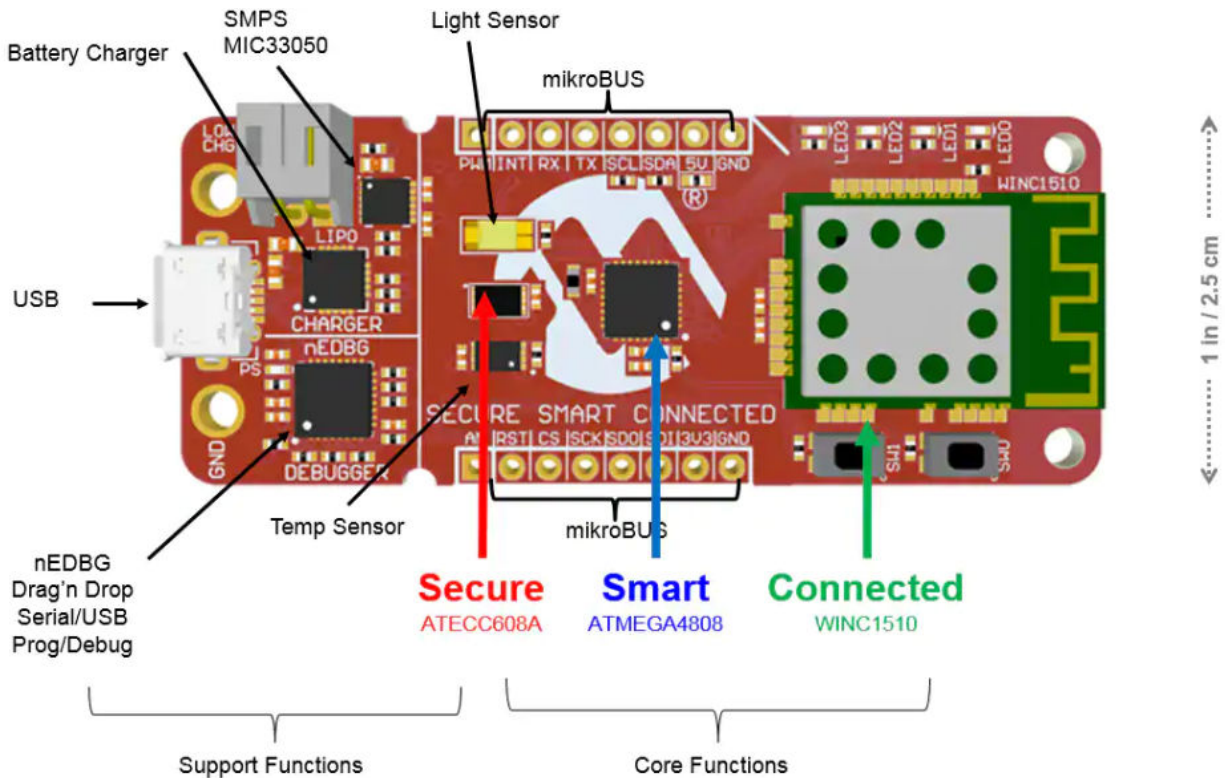 SMPS
MIC33050
Light Sensor
Battery Charger
mikroBUS
LOW
CHG
PWM INT RX TX SCL SDA 5V GND
LED3
LED2
LED1
LED0
WINC1510
®
LIPO
USB
CHARGER
nEDBG
PS
SECURE SMART CONNECTED
AN RST CS SCK SDO SDI 3V3 GND
GND
DEBUGGER
SW1
SW0
1 in / 2.5 cm
Temp Sensor
mikroBUS
nEDBG
Drag'n Drop
Serial/USB
Prog/Debug
Secure
ATECC608A
Smart
ATMEGA4808
Connected
WINC1510
Support Functions
Core Functions